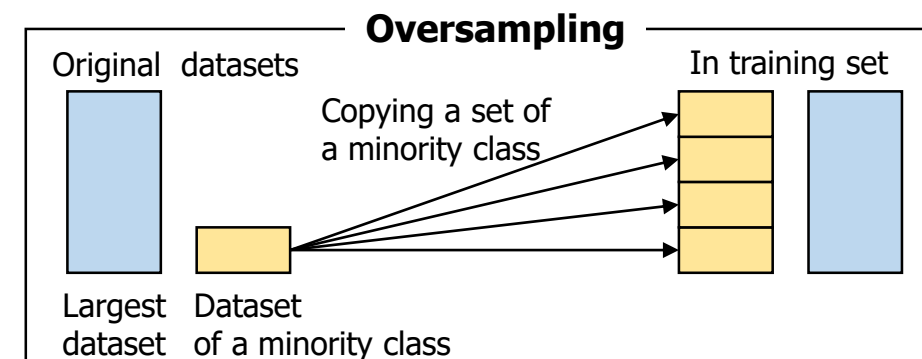 Oversampling
Original datasets
In training set
Copying a set of
a minority class
Largest
dataset
Dataset
of a minority class